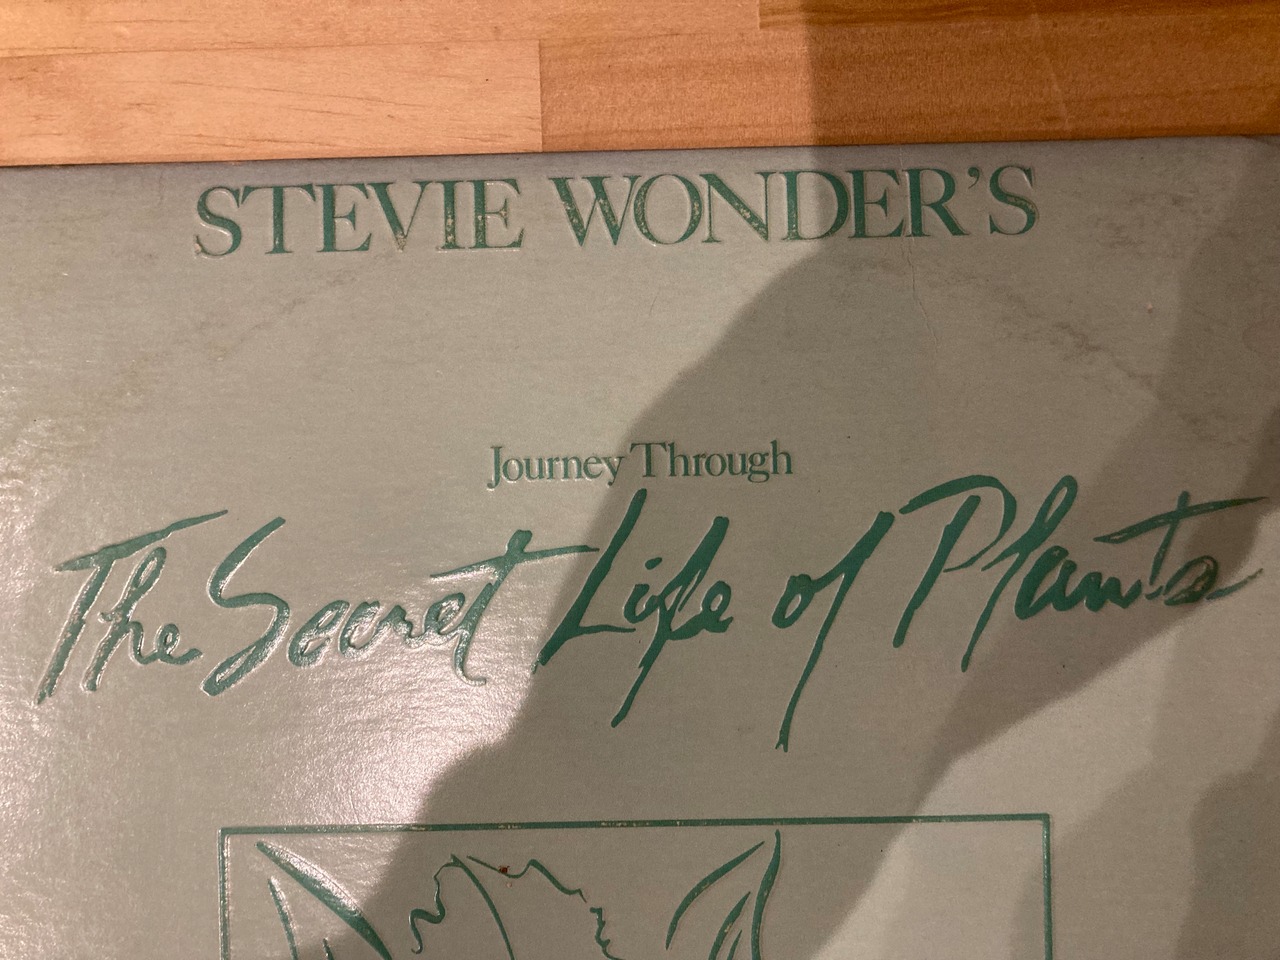 STEVIE WONDER'S
Journey Through
The Secret Life of Plants